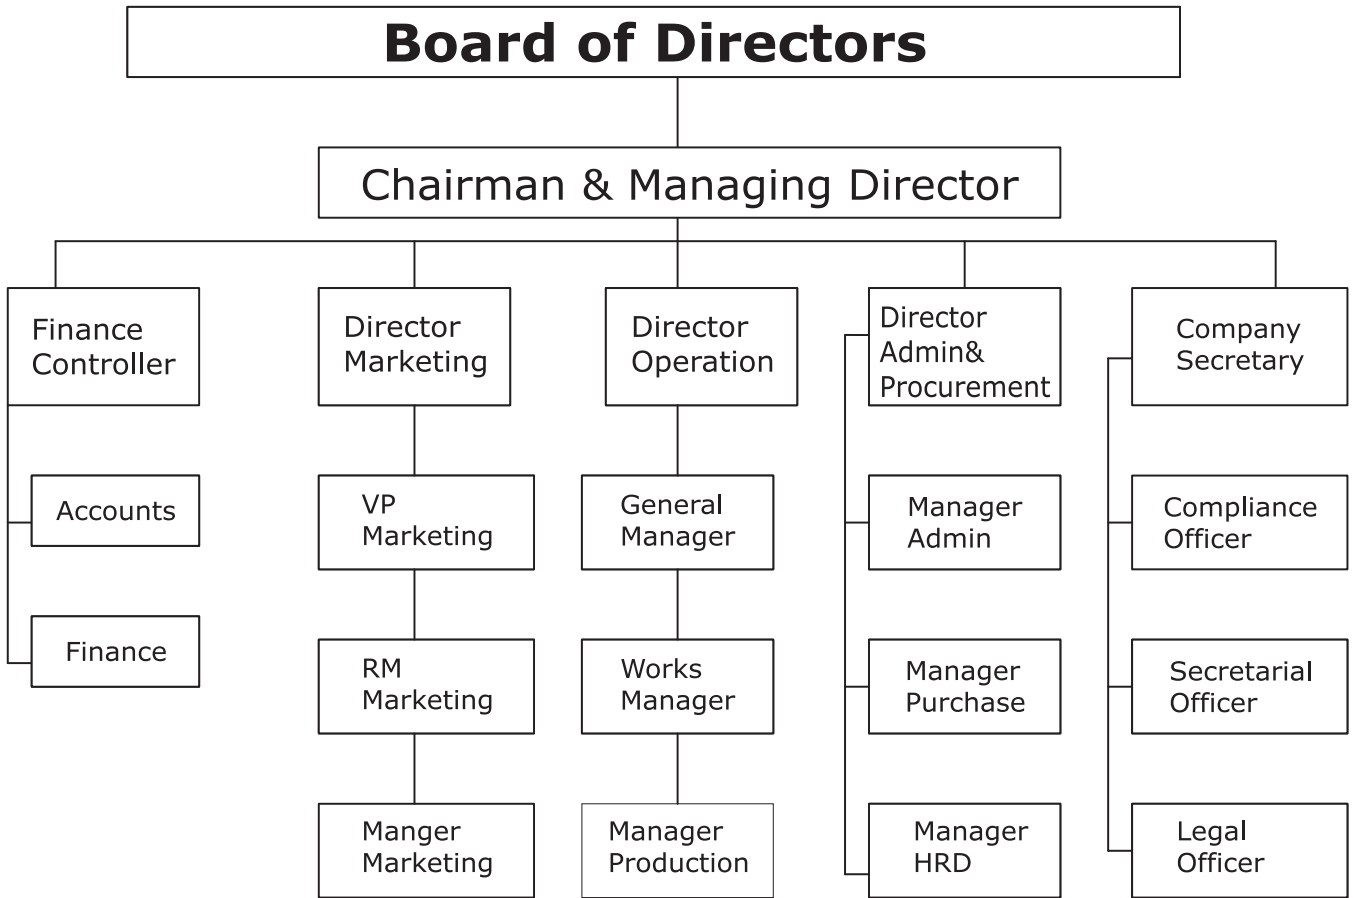 Board of Directors
Chairman & Managing Director
Finance
Controller
Director
Marketing
Director
Operation
Director
Admin&
Procurement
Company
Secretary
Accounts
VP
Marketing
General
Manager
Manager
Admin
Compliance
Officer
Finance
RM
Marketing
Works
Manager
Manager
Purchase
Secretarial
Officer
Manger
Marketing
Manager
Production
Manager
HRD
Legal
Officer